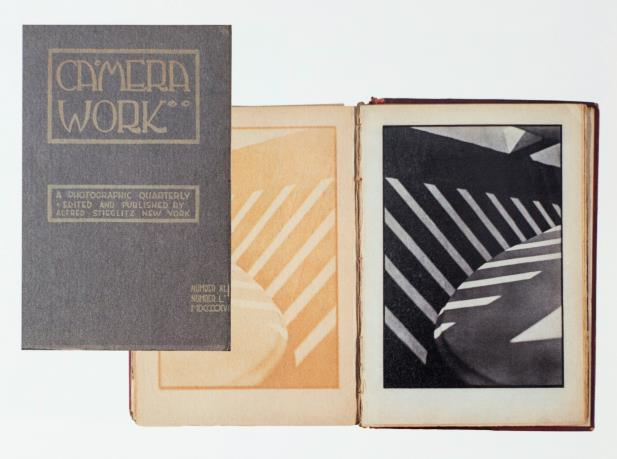 CAMERA
WORK
A PHOTOGRAPHIC QUARTERLY
EDITED AND PUBLISHED BY
ALFRED STIEGLITZ NEW YORK
NUMBER
NUMBER